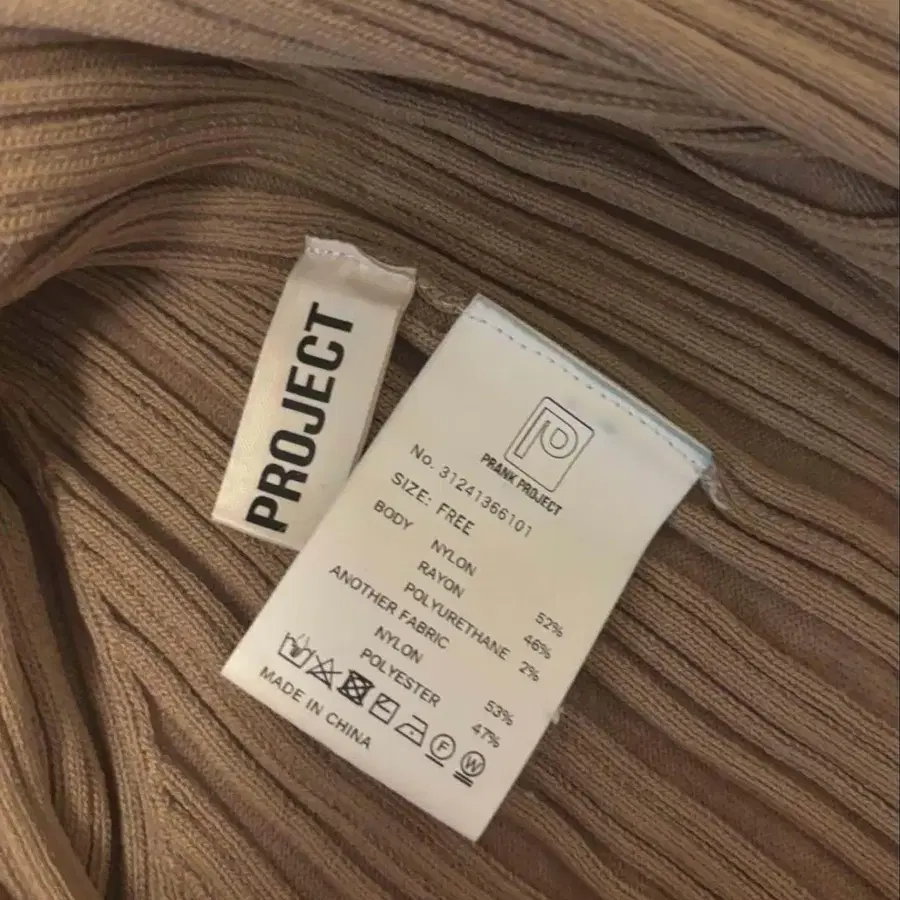 PROJECT
PRANK PROJECT
No. 31241366101
SIZE: FREE
BODY
NYLON 52%
RAYON 46%
POLYURETHANE 2%
ANOTHER FABRIC
NYLON 53%
POLYESTER 47%
F W
MADE IN CHINA